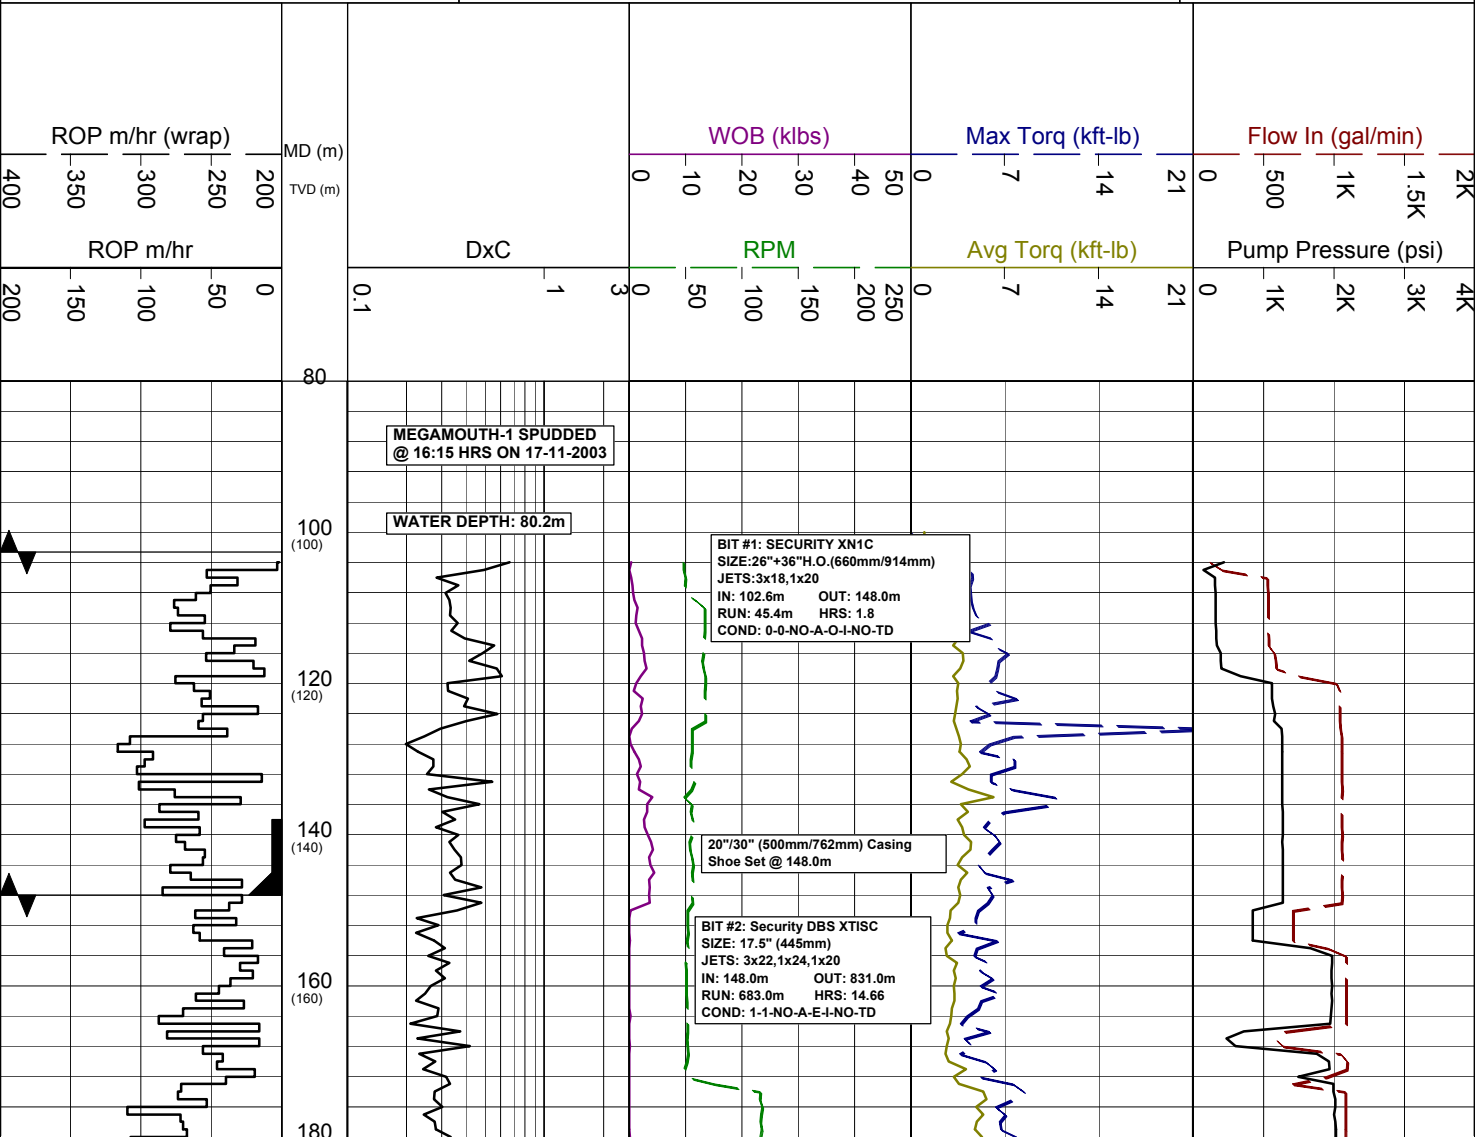 ROP m/hr (wrap)
400 350 300 250 200
ROP m/hr
200 150 100 50 0
MD (m)
TVD (m)
DxC
0.1 1 3
WOB (klbs)
0 10 20 30 40 50
RPM
0 50 100 150 200 250
Max Torq (kft-lb)
0 7 14 21
Avg Torq (kft-lb)
0 7 14 21
Flow In (gal/min)
0 500 1K 1.5K 2K
Pump Pressure (psi)
0 1K 2K 3K 4K
80
MEGAMOUTH-1 SPUDDED
@ 16:15 HRS ON 17-11-2003
WATER DEPTH: 80.2m
100
(100)
BIT #1: SECURITY XN1C
SIZE:26"+36"H.O.(660mm/914mm)
JETS:3x18,1x20
IN: 102.6m OUT: 148.0m
RUN: 45.4m HRS: 1.8
COND: 0-0-NO-A-O-I-NO-TD
120
(120)
140
(140)
20"/30" (500mm/762mm) Casing
Shoe Set @ 148.0m
BIT #2: Security DBS XTISC
SIZE: 17.5" (445mm)
JETS: 3x22,1x24,1x20
IN: 148.0m OUT: 831.0m
RUN: 683.0m HRS: 14.66
COND: 1-1-NO-A-E-I-NO-TD
160
(160)
180